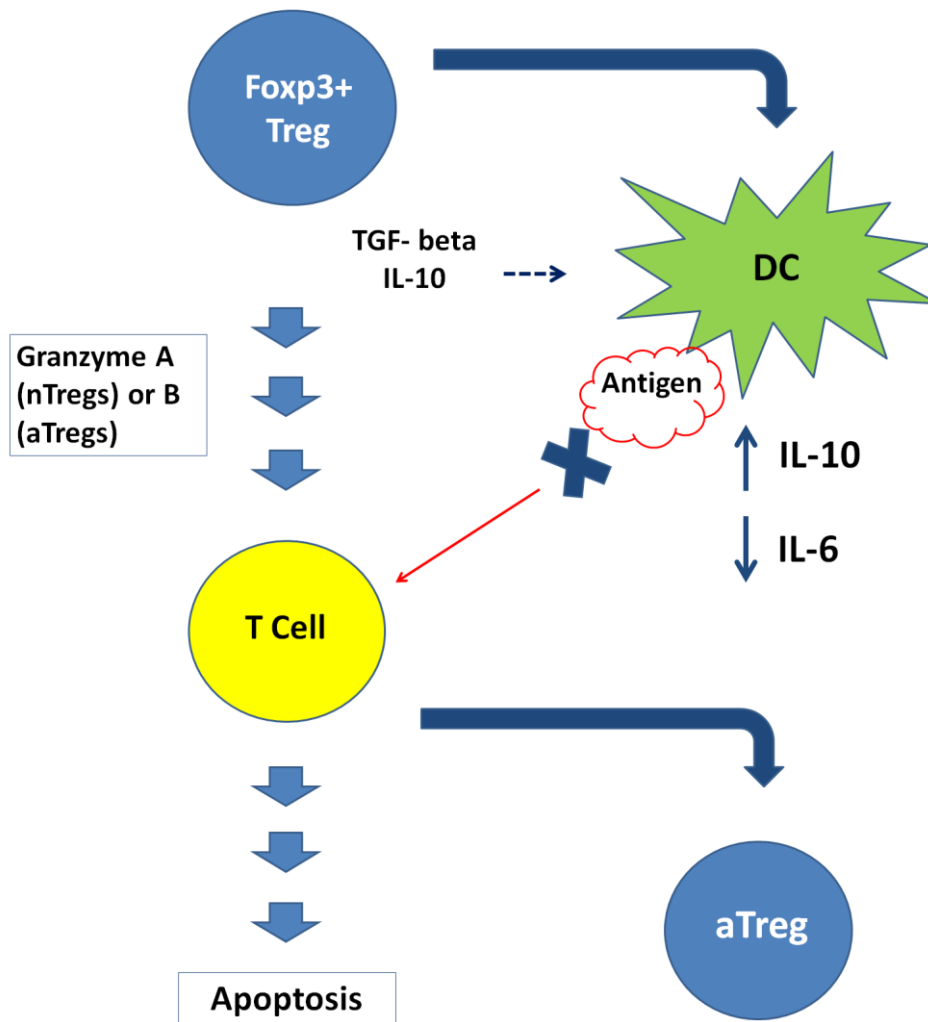 Foxp3+
Treg
TGF- beta
IL-10
DC
Granzyme A
(nTregs) or B
(aTregs)
Antigen
IL-10
IL-6
T Cell
aTreg
Apoptosis